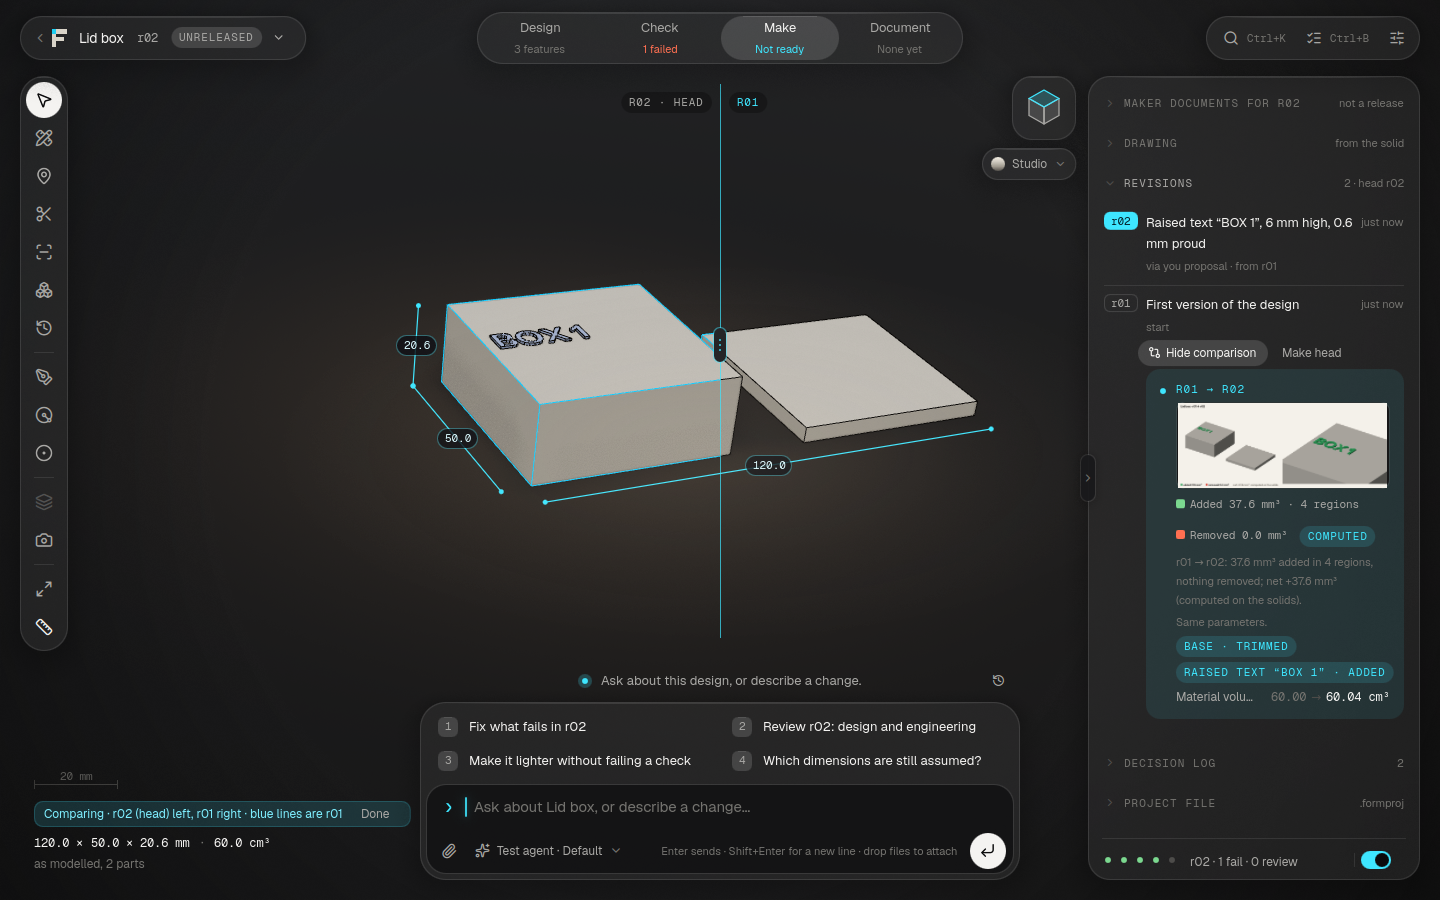 Lid box r02 UNRELEASED
Design
3 features
Check
1 failed
Make
Not ready
Document
None yet
Ctrl+K Ctrl+B
R02 · HEAD
R01
Studio
BOX 1
20.6
50.0
120.0
MAKER DOCUMENTS FOR R02 not a release
DRAWING from the solid
REVISIONS 2 · head r02
r02 Raised text “BOX 1”, 6 mm high, 0.6 just now
mm proud
via you proposal · from r01
r01 First version of the design just now
start
Hide comparison Make head
R01 → R02
BOX 1
BOX 1
Added 37.6 mm³ · 4 regions
Removed 0.0 mm³ COMPUTED
r01 → r02: 37.6 mm³ added in 4 regions,
nothing removed; net +37.6 mm³
(computed on the solids).
Same parameters.
BASE · TRIMMED
RAISED TEXT “BOX 1” · ADDED
Material volu... 60.00 → 60.04 cm³
DECISION LOG 2
PROJECT FILE .formproj
r02 · 1 fail · 0 review
Ask about this design, or describe a change.
1 Fix what fails in r02
2 Review r02: design and engineering
3 Make it lighter without failing a check
4 Which dimensions are still assumed?
Ask about Lid box, or describe a change...
Test agent · Default
Enter sends · Shift+Enter for a new line · drop files to attach
20 mm
Comparing · r02 (head) left, r01 right · blue lines are r01 Done
120.0 × 50.0 × 20.6 mm · 60.0 cm³
as modelled, 2 parts